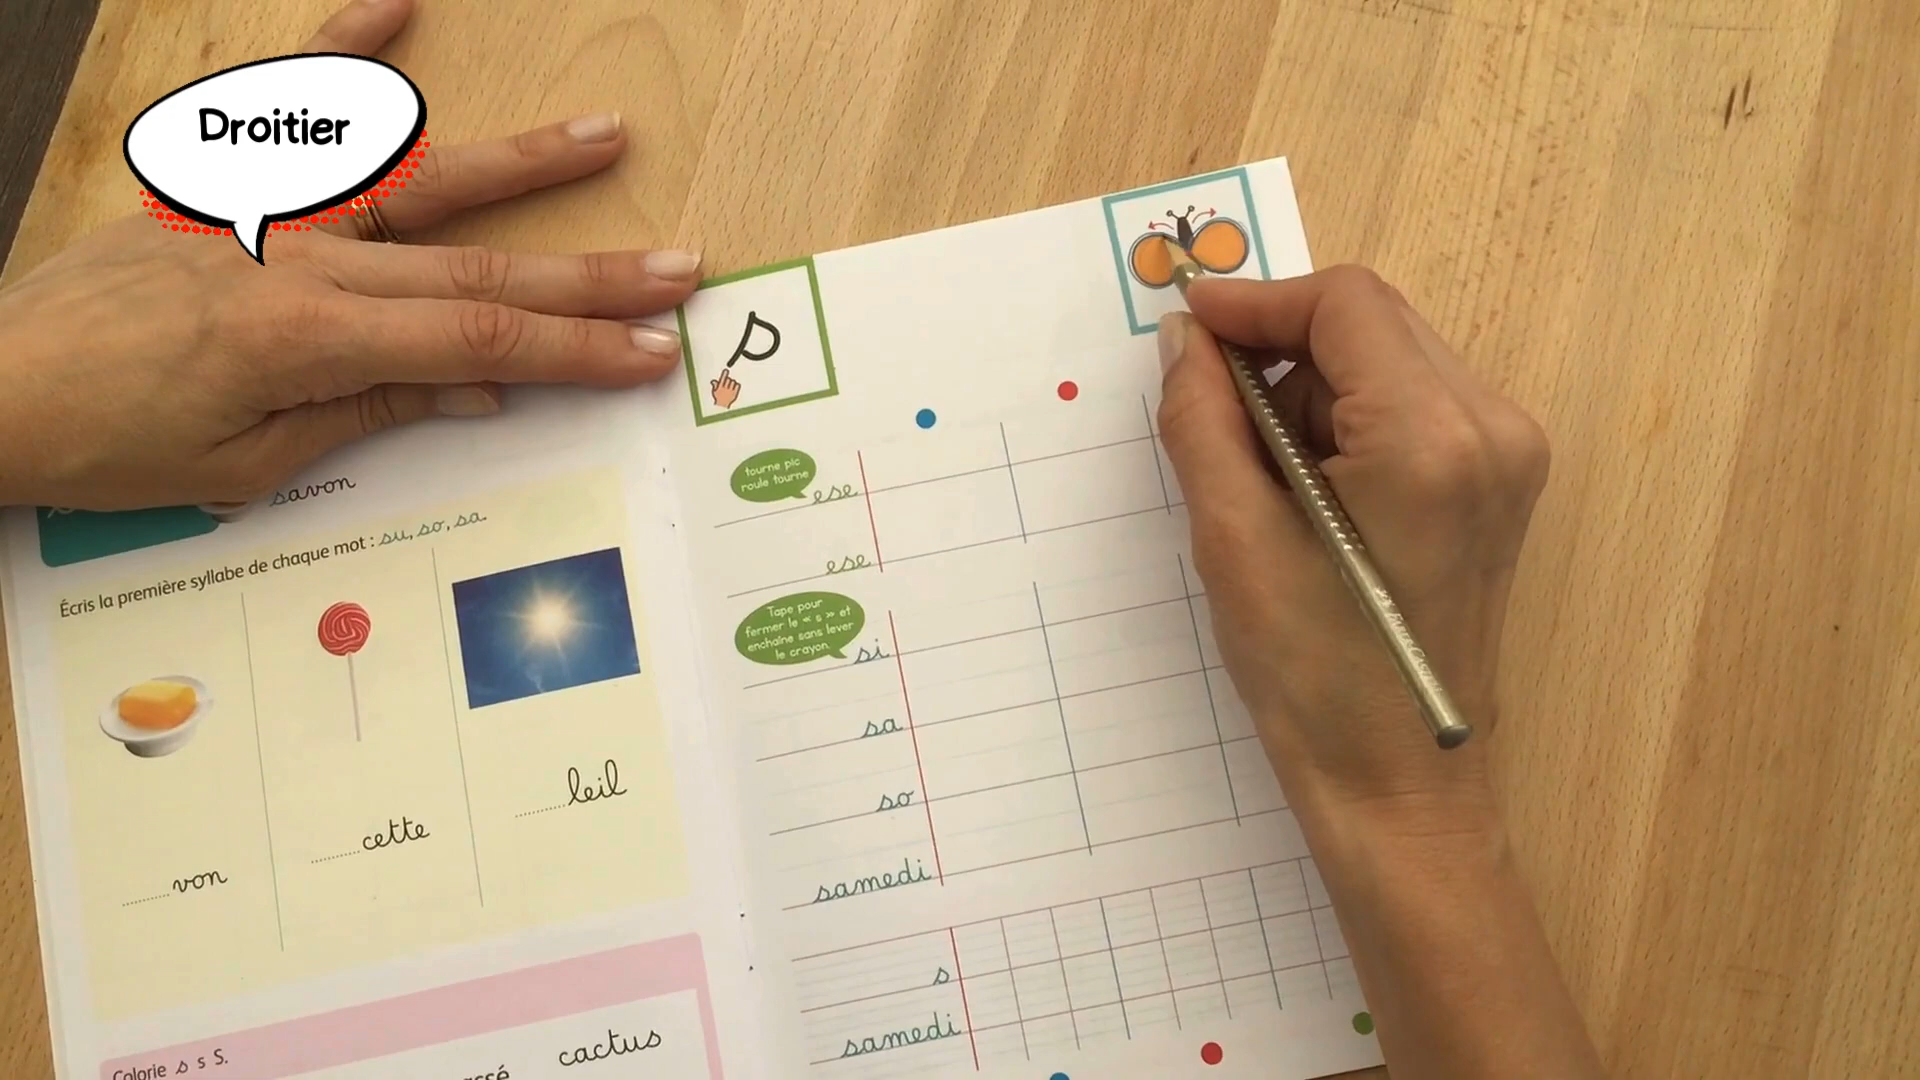 Droitier
savon
Écris la première syllabe de chaque mot : su, so, sa.
..........von
..........cette
..........leil
Colorie s s S.
cactus
s
tourne pic
roule tourne
ese
ese
Tape pour
fermer le « s » et
enchaîne sans lever
le crayon.
si
sa
so
samedi
s
samedi